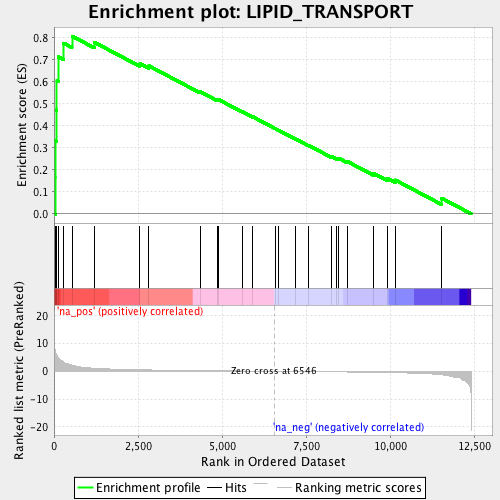 Enrichment plot: LIPID_TRANSPORT
Enrichment score (ES)
0.8
0.7
0.6
0.5
0.4
0.3
0.2
0.1
0.0
'na_pos' (positively correlated)
Ranked list metric (PreRanked)
20
10
0
-10
-20
Zero cross at 6546
'na_neg' (negatively correlated)
0 2,500 5,000 7,500 10,000 12,500
Rank in Ordered Dataset
Enrichment profile Hits Ranking metric scores